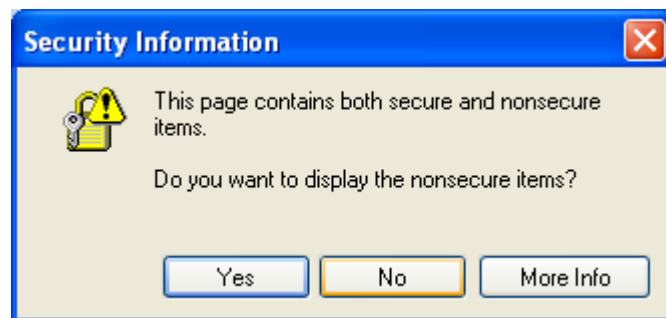 Security Information
This page contains both secure and nonsecure
items.
Do you want to display the nonsecure items?
Yes No More Info